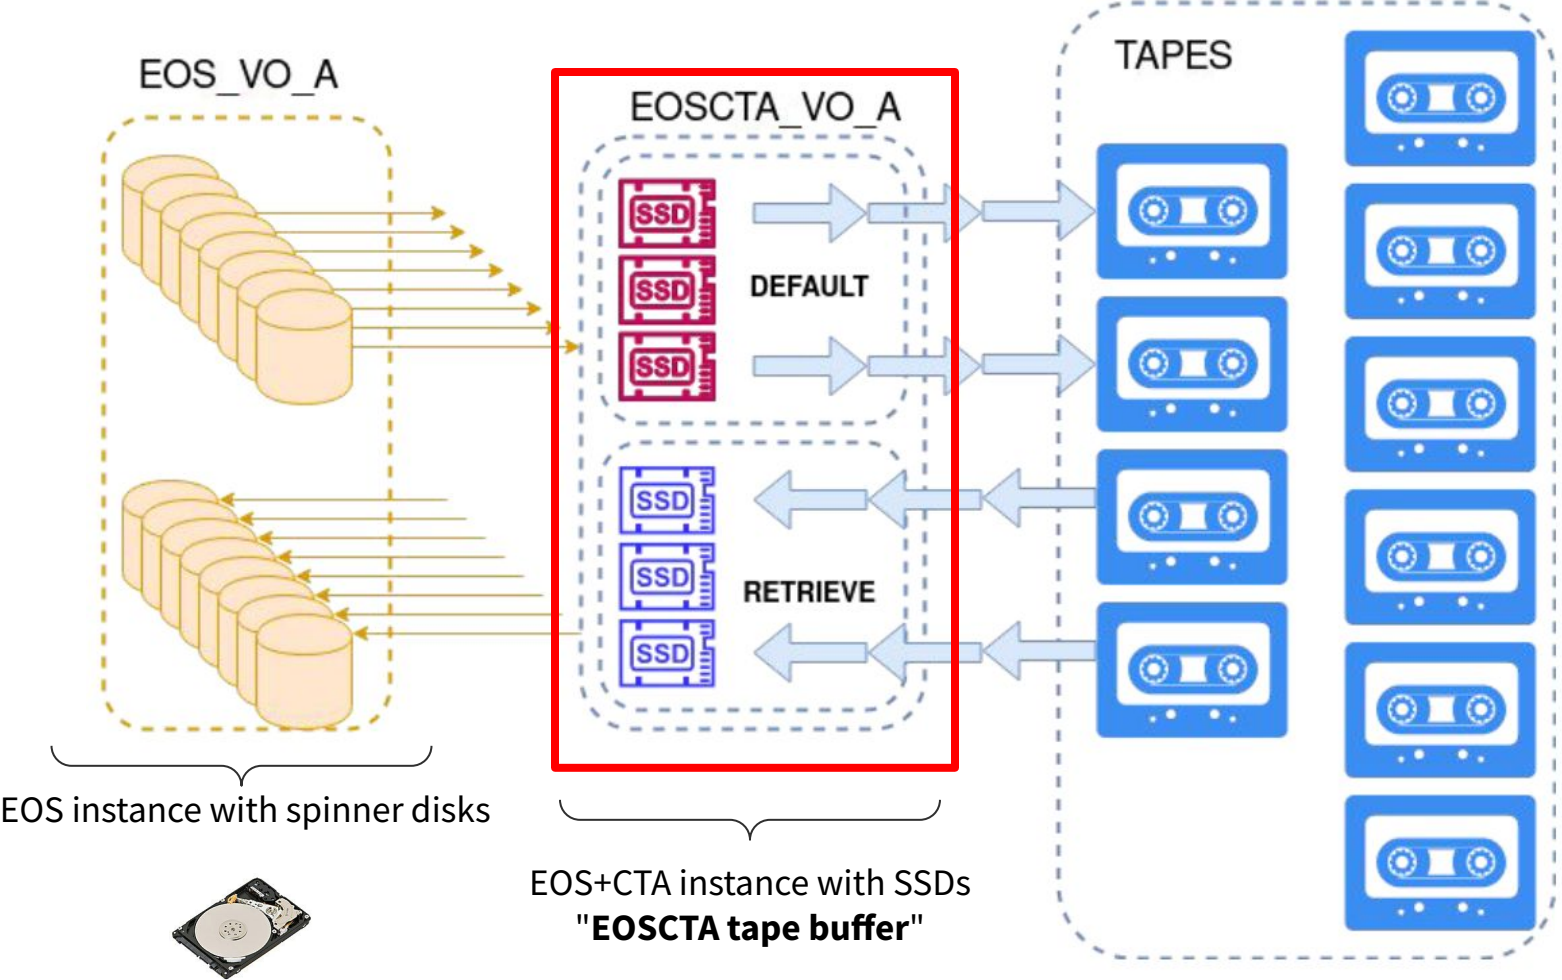 EOS_VO_A
EOSCTA_VO_A
TAPES
SSD
SSD
DEFAULT
SSD
SSD
SSD
RETRIEVE
SSD
EOS instance with spinner disks
EOS+CTA instance with SSDs
"EOSCTA tape buffer"